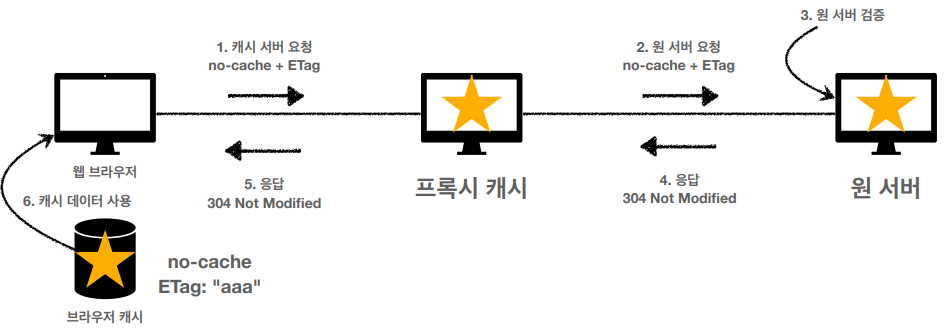 3. 원 서버 검증
1. 캐시 서버 요청
no-cache + ETag
2. 원 서버 요청
no-cache + ETag
웹 브라우저
프록시 캐시
원 서버
5. 응답
304 Not Modified
4. 응답
304 Not Modified
6. 캐시 데이터 사용
no-cache
ETag: "aaa"
브라우저 캐시